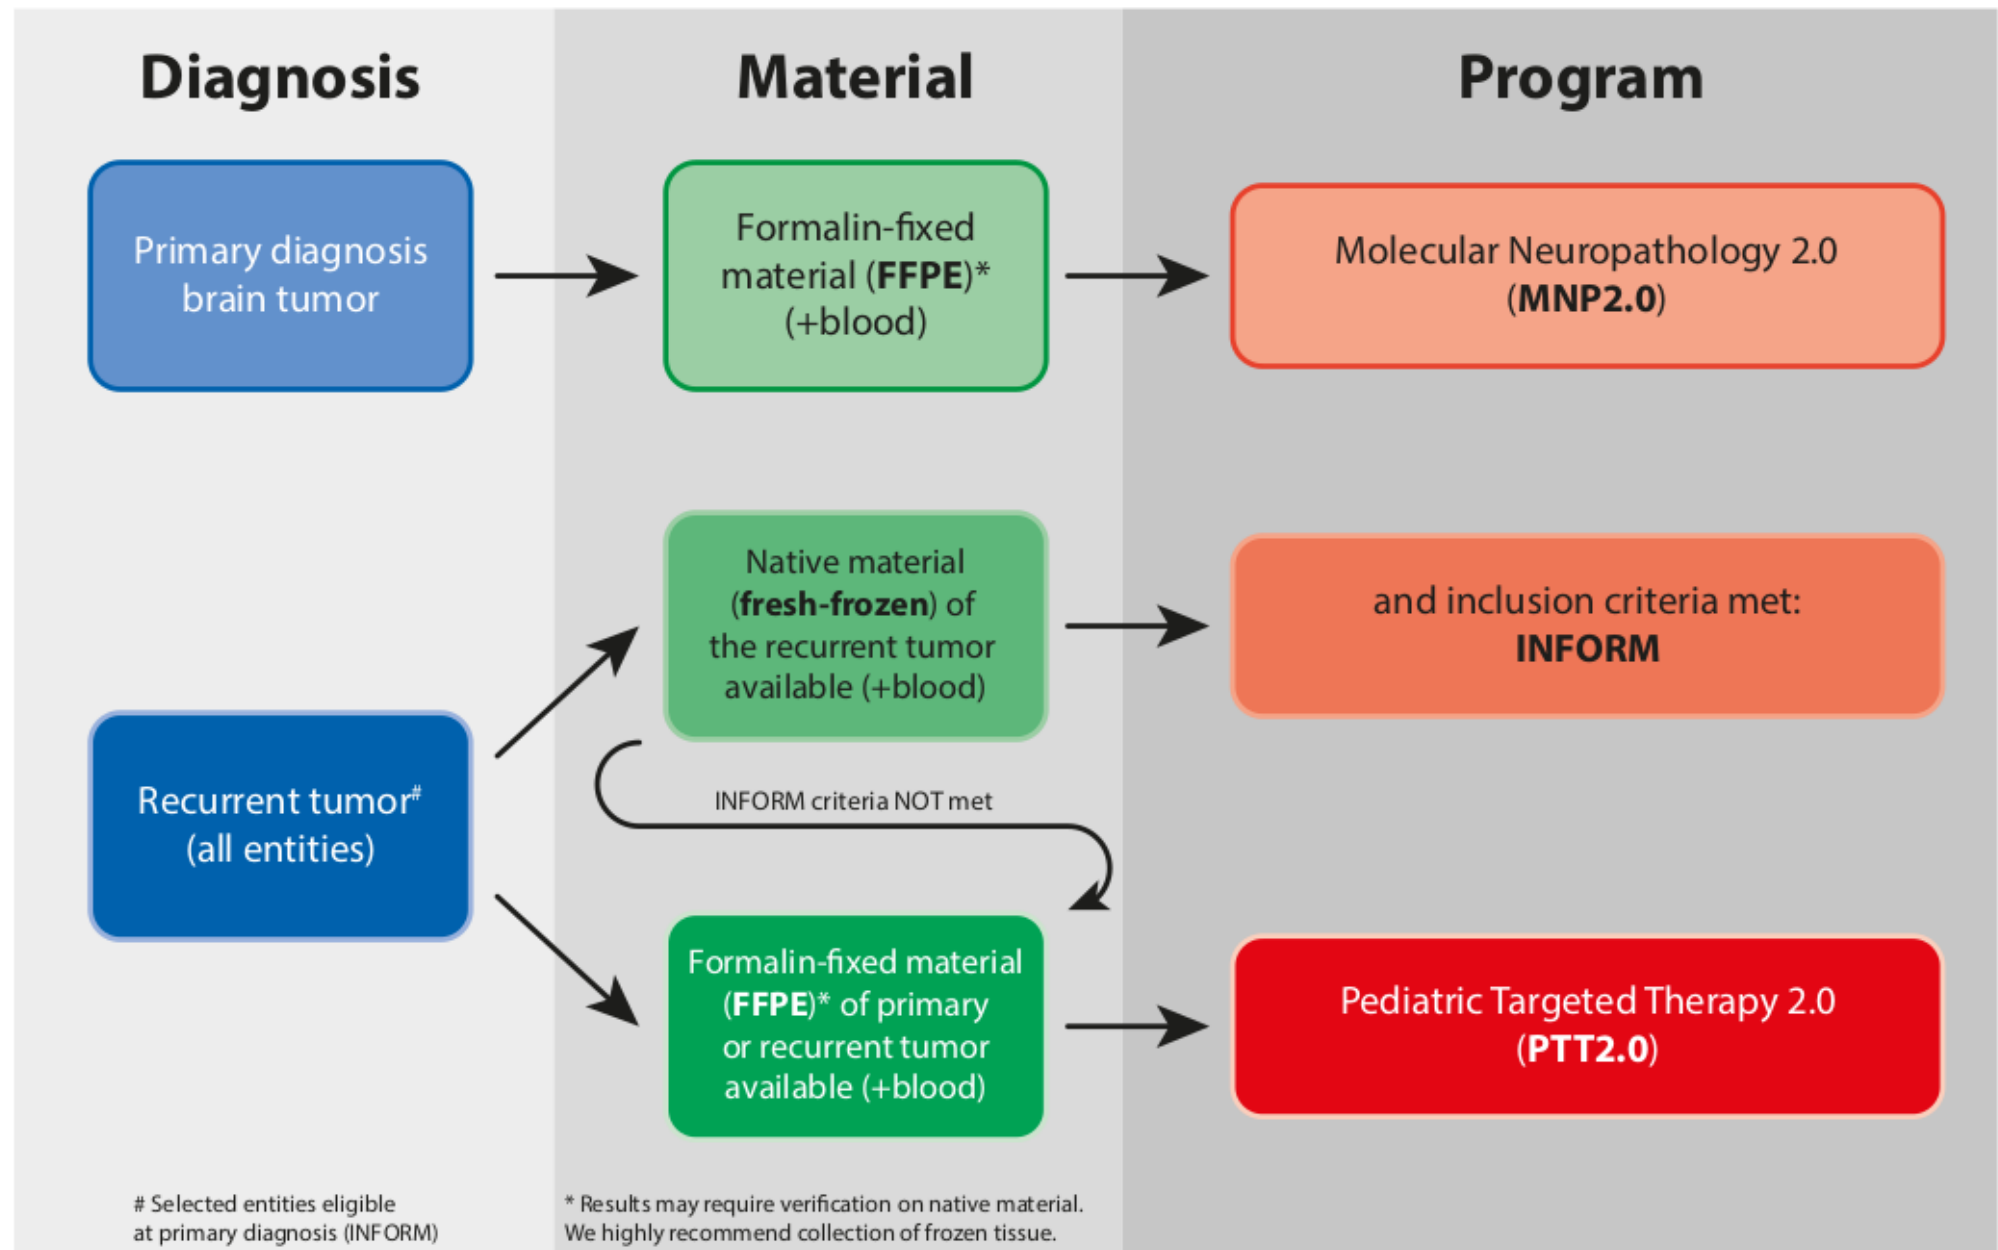 Diagnosis
Material
Program
Primary diagnosis
brain tumor
Formalin-fixed
material (FFPE)*
(+blood)
Molecular Neuropathology 2.0
(MNP2.0)
Native material
(fresh-frozen) of
the recurrent tumor
available (+blood)
and inclusion criteria met:
INFORM
Recurrent tumor#
(all entities)
INFORM criteria NOT met
Formalin-fixed material
(FFPE)* of primary
or recurrent tumor
available (+blood)
Pediatric Targeted Therapy 2.0
(PTT2.0)
# Selected entities eligible
at primary diagnosis (INFORM)
* Results may require verification on native material.
We highly recommend collection of frozen tissue.